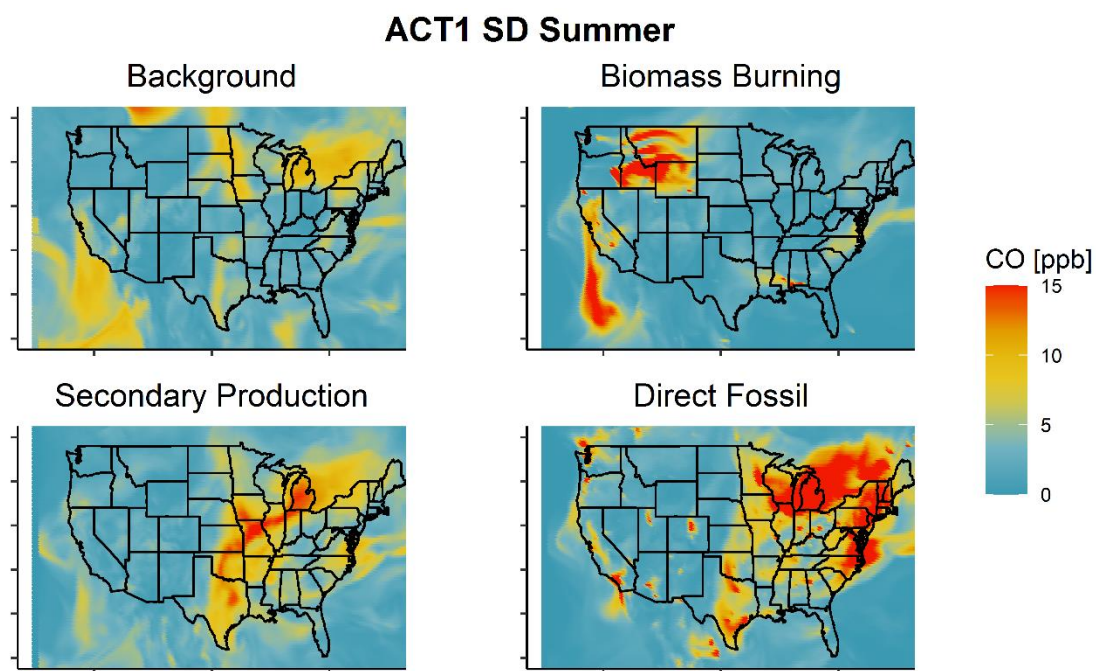 ACT1 SD Summer
Background
Biomass Burning
Secondary Production
Direct Fossil
CO [ppb]
15
10
5
0